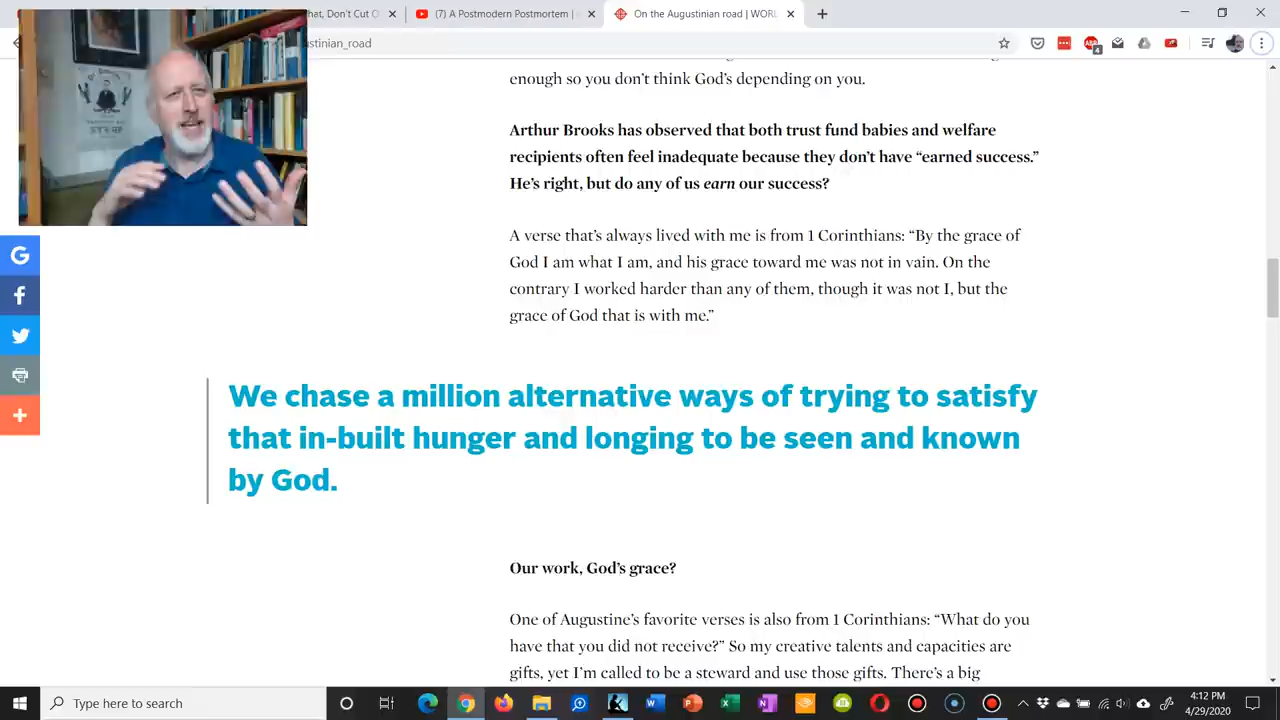 hat, Don't Cut O
(7) A Postmodern Postmortem |
On the Augustinian road | WORL
stinian_road
4
enough so you don't think God's depending on you.
Arthur Brooks has observed that both trust fund babies and welfare
recipients often feel inadequate because they don't have “earned success.”
He's right, but do any of us earn our success?
A verse that's always lived with me is from 1 Corinthians: “By the grace of
God I am what I am, and his grace toward me was not in vain. On the
contrary I worked harder than any of them, though it was not I, but the
grace of God that is with me.”
We chase a million alternative ways of trying to satisfy
that in-built hunger and longing to be seen and known
by God.
Our work, God's grace?
One of Augustine's favorite verses is also from 1 Corinthians: “What do you
have that you did not receive?” So my creative talents and capacities are
gifts, yet I'm called to be a steward and use those gifts. There's a big
Type here to search
4:12 PM
4/29/2020